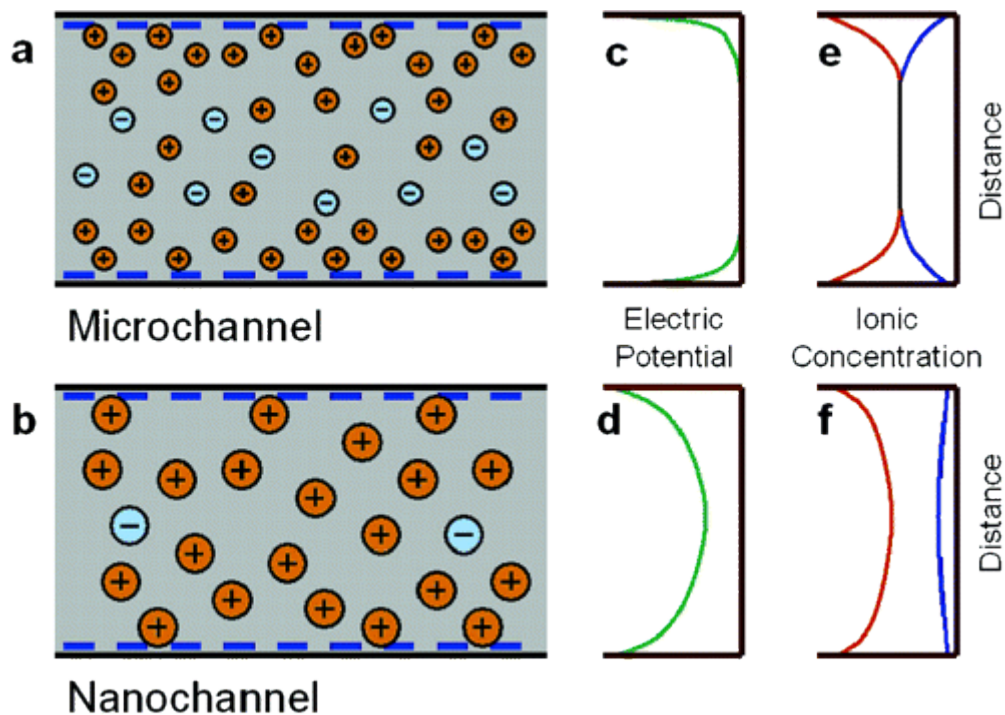 a
c
e
Distance
Microchannel
Electric
Potential
Ionic
Concentration
b
d
f
Distance
Nanochannel